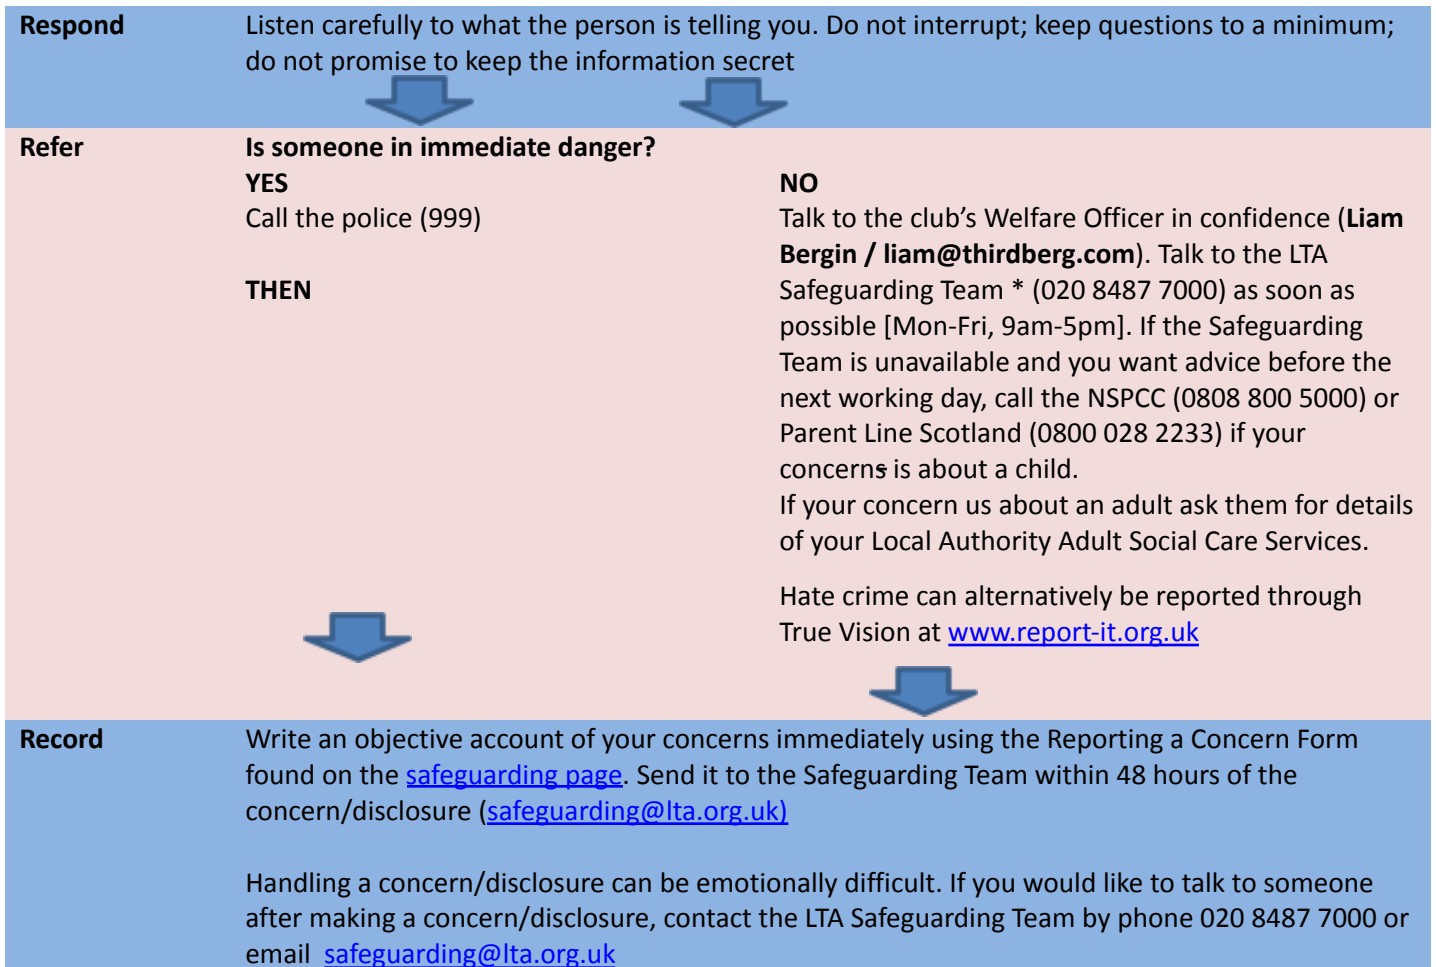 Respond
Listen carefully to what the person is telling you. Do not interrupt; keep questions to a minimum;
do not promise to keep the information secret
Refer
Is someone in immediate danger?
YES
Call the police (999)
THEN
NO
Talk to the club’s Welfare Officer in confidence (Liam
Bergin / liam@thirdberg.com). Talk to the LTA
Safeguarding Team * (020 8487 7000) as soon as
possible [Mon-Fri, 9am-5pm]. If the Safeguarding
Team is unavailable and you want advice before the
next working day, call the NSPCC (0808 800 5000) or
Parent Line Scotland (0800 028 2233) if your
concerns is about a child.
If your concern us about an adult ask them for details
of your Local Authority Adult Social Care Services.
Hate crime can alternatively be reported through
True Vision at www.report-it.org.uk
Record
Write an objective account of your concerns immediately using the Reporting a Concern Form
found on the safeguarding page. Send it to the Safeguarding Team within 48 hours of the
concern/disclosure (safeguarding@lta.org.uk)
Handling a concern/disclosure can be emotionally difficult. If you would like to talk to someone
after making a concern/disclosure, contact the LTA Safeguarding Team by phone 020 8487 7000 or
email safeguarding@lta.org.uk